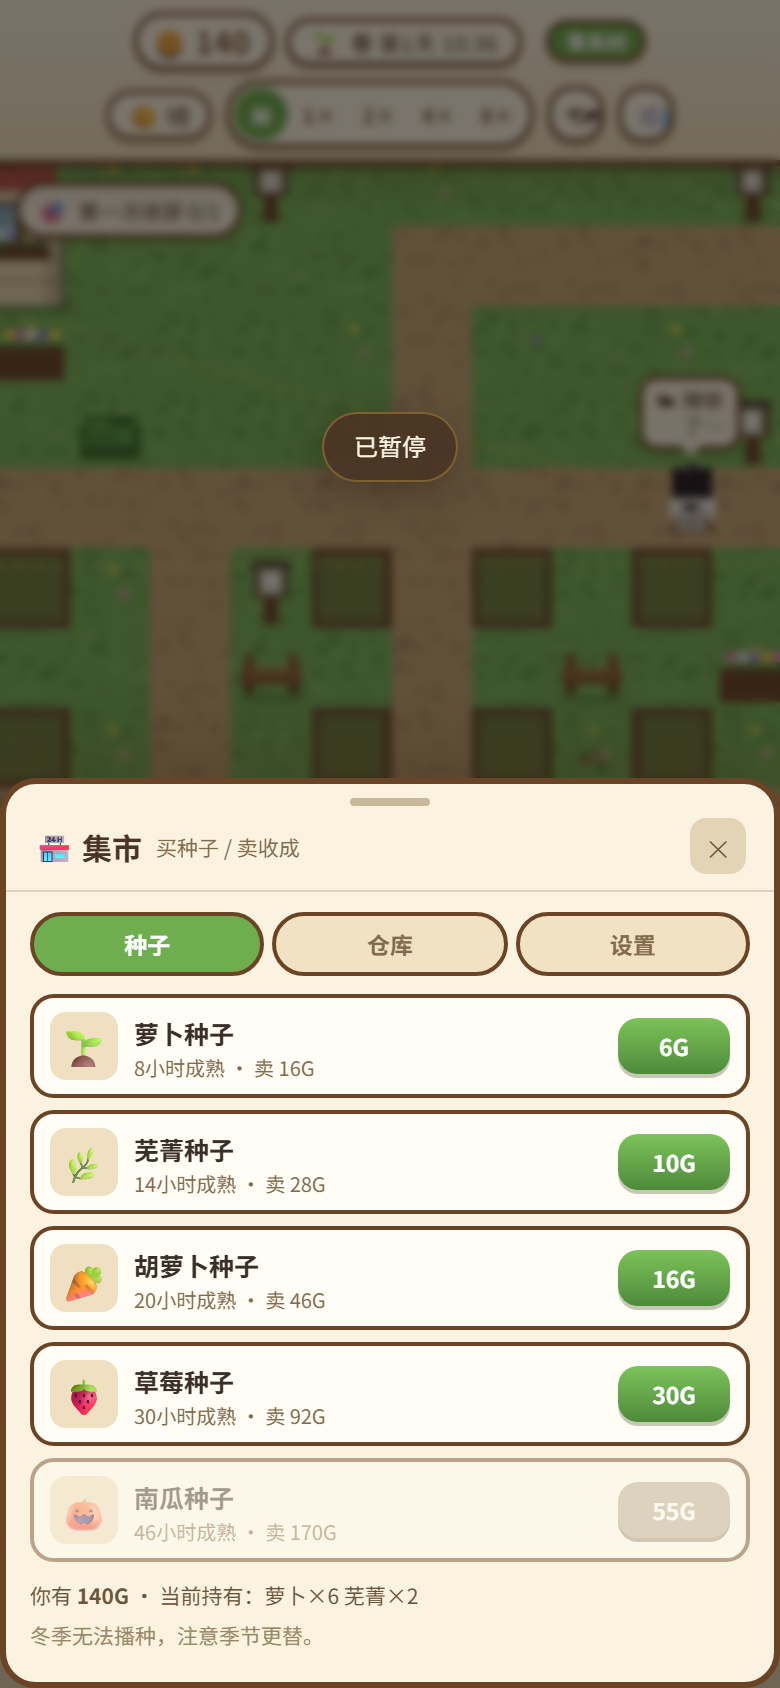 140
已暂停
集市 买种子 / 卖收成
种子 仓库 设置
萝卜种子
8小时成熟 · 卖 16G
6G
芜菁种子
14小时成熟 · 卖 28G
10G
胡萝卜种子
20小时成熟 · 卖 46G
16G
草莓种子
30小时成熟 · 卖 92G
30G
南瓜种子
46小时成熟 · 卖 170G
55G
你有 140G · 当前持有：萝卜×6 芜菁×2
冬季无法播种，注意季节更替。